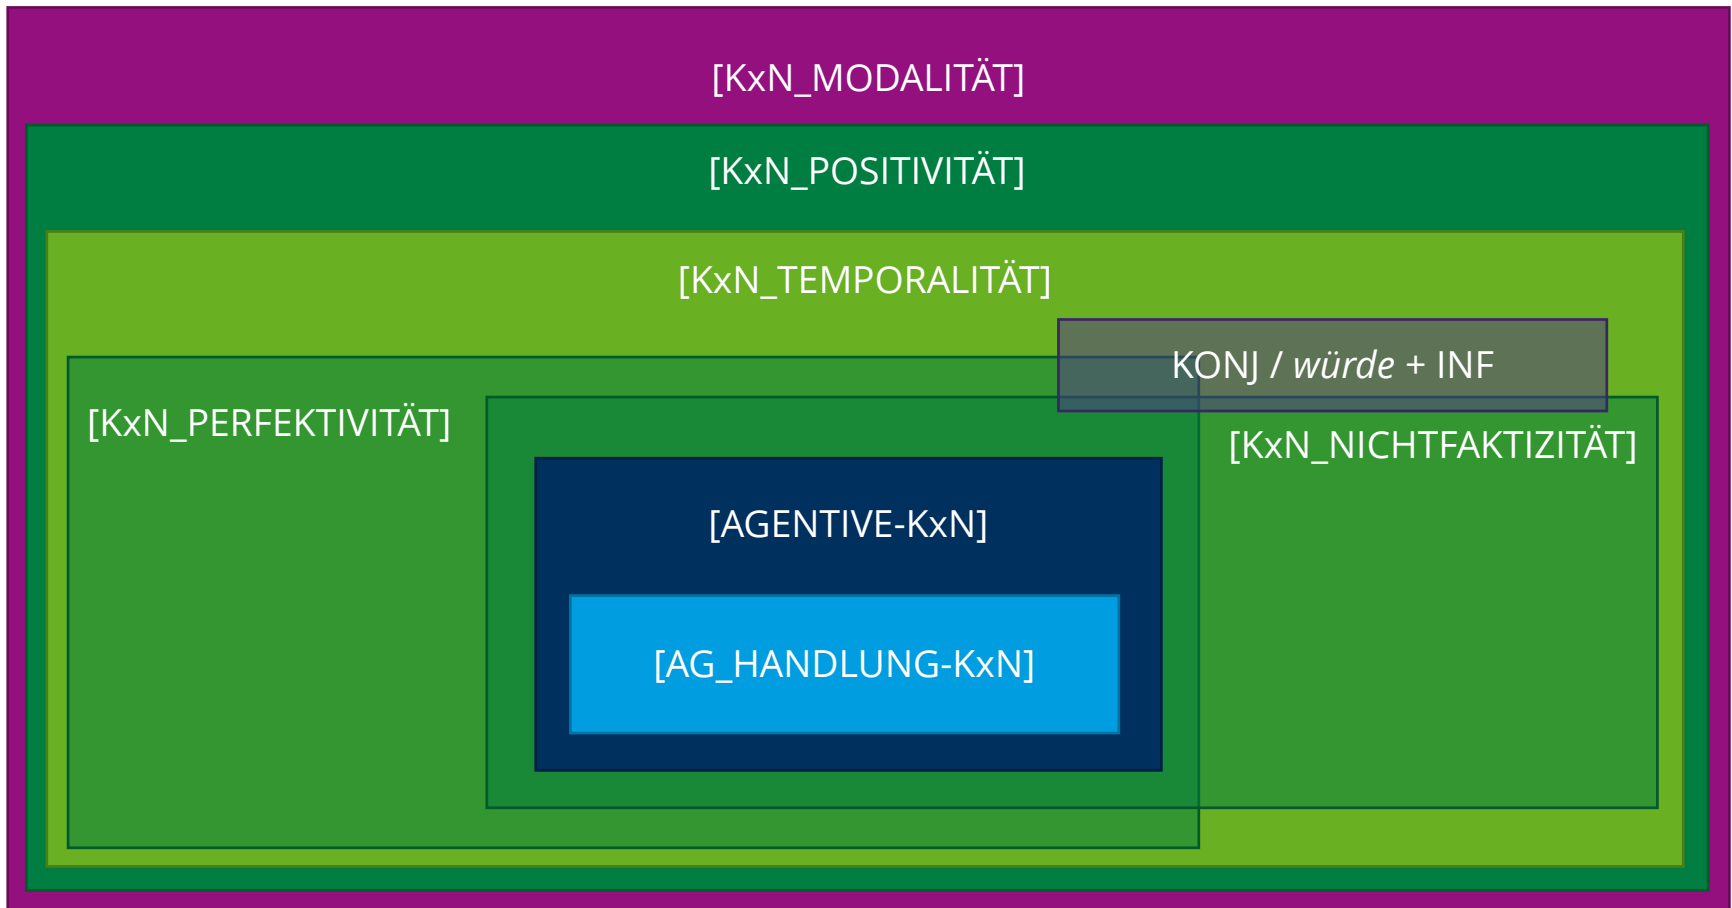 [KxN_MODALITÄT]
[KxN_POSITIVITÄT]
[KxN_TEMPORALITÄT]
KONJ / würde + INF
[KxN_PERFEKTIVITÄT]
[KxN_NICHTFAKTIZITÄT]
[AGENTIVE-KxN]
[AG_HANDLUNG-KxN]